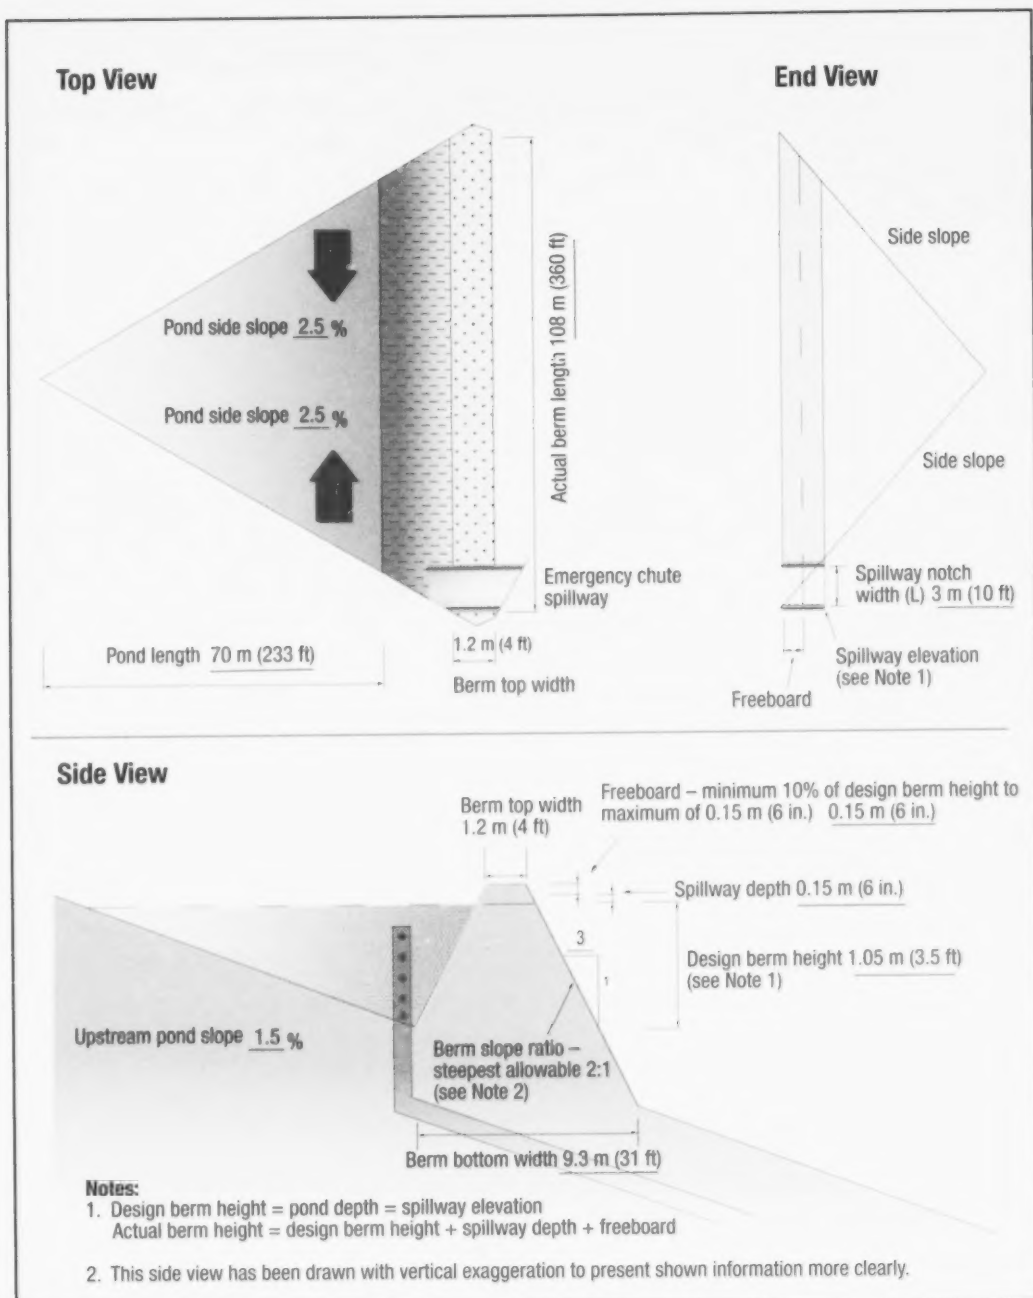 Top View
End View
Side slope
Actual berm length 108 m (360 ft)
Pond side slope 2.5 %
Pond side slope 2.5 %
Side slope
Emergency chute
spillway
Spillway notch
width (L) 3 m (10 ft)
Pond length 70 m (233 ft)
1.2 m (4 ft)
Berm top width
Spillway elevation
(see Note 1)
Freeboard
Side View
Berm top width
1.2 m (4 ft)
Freeboard – minimum 10% of design berm height to
maximum of 0.15 m (6 in.) 0.15 m (6 in.)
Spillway depth 0.15 m (6 in.)
3
1
Design berm height 1.05 m (3.5 ft)
(see Note 1)
Upstream pond slope 1.5 %
Berm slope ratio –
steepest allowable 2:1
(see Note 2)
Berm bottom width 9.3 m (31 ft)
Notes:
1. Design berm height = pond depth = spillway elevation
Actual berm height = design berm height + spillway depth + freeboard
2. This side view has been drawn with vertical exaggeration to present shown information more clearly.